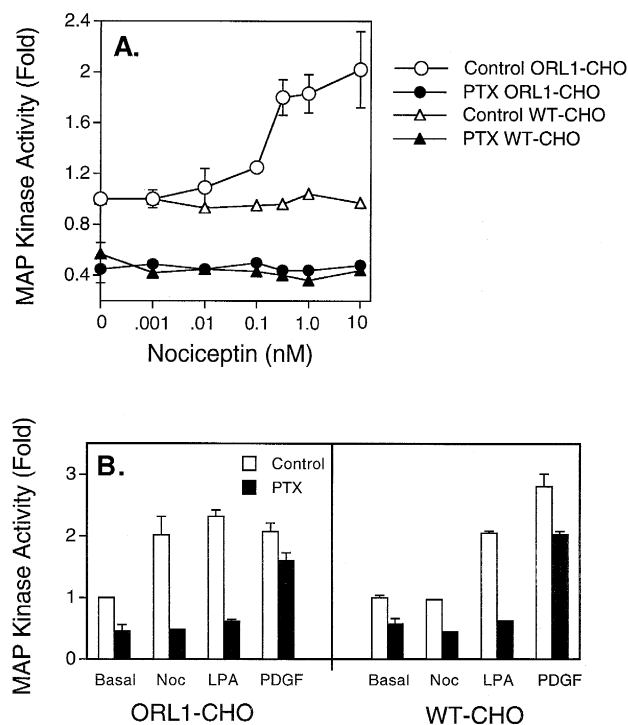 A.
2.4
2
1.6
1.2
0.8
0.4
MAP Kinase Activity (Fold)
0 .001 .01 0.1 1.0 10
Nociceptin (nM)
Control ORL1-CHO
PTX ORL1-CHO
Control WT-CHO
PTX WT-CHO
B.
3
2
1
0
MAP Kinase Activity (Fold)
Control
PTX
Basal Noc LPA PDGF Basal Noc LPA PDGF
ORL1-CHO WT-CHO